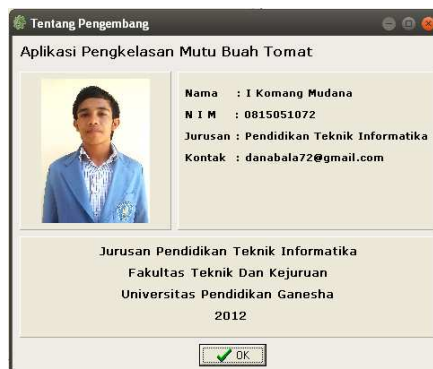 Tentang Pengembang
Aplikasi Pengkelasan Mutu Buah Tomat
Nama : I Komang Mudana
N I M : 0815051072
Jurusan : Pendidikan Teknik Informatika
Kontak : danabala72@gmail.com
Jurusan Pendidikan Teknik Informatika
Fakultas Teknik Dan Kejuruan
Universitas Pendidikan Ganesha
2012
OK